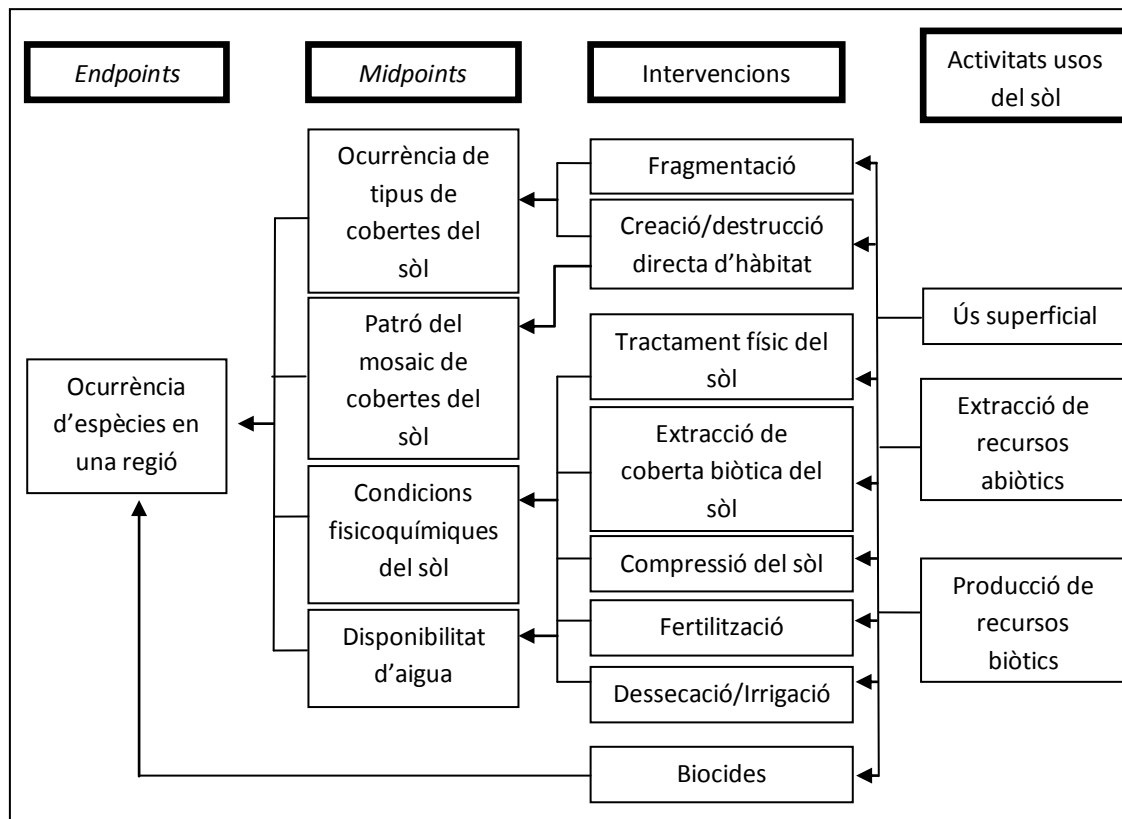 Endpoints
Midpoints
Intervencions
Activitats usos
del sòl
Ocurrència de
tipus de
cobertes del
sòl
Fragmentació
Creació/destrucció
directa d’hàbitat
Ús superficial
Patró del
mosaic de
cobertes del
sòl
Tractament físic del
sòl
Ocurrència
d’espècies en
una regió
Extracció de
coberta biòtica del
sòl
Extracció de
recursos
abiòtics
Condicions
fisicoquímiques
del sòl
Compressió del sòl
Producció de
recursos
biòtics
Fertilització
Disponibilitat
d’aigua
Dessecació/Irrigació
Biocides